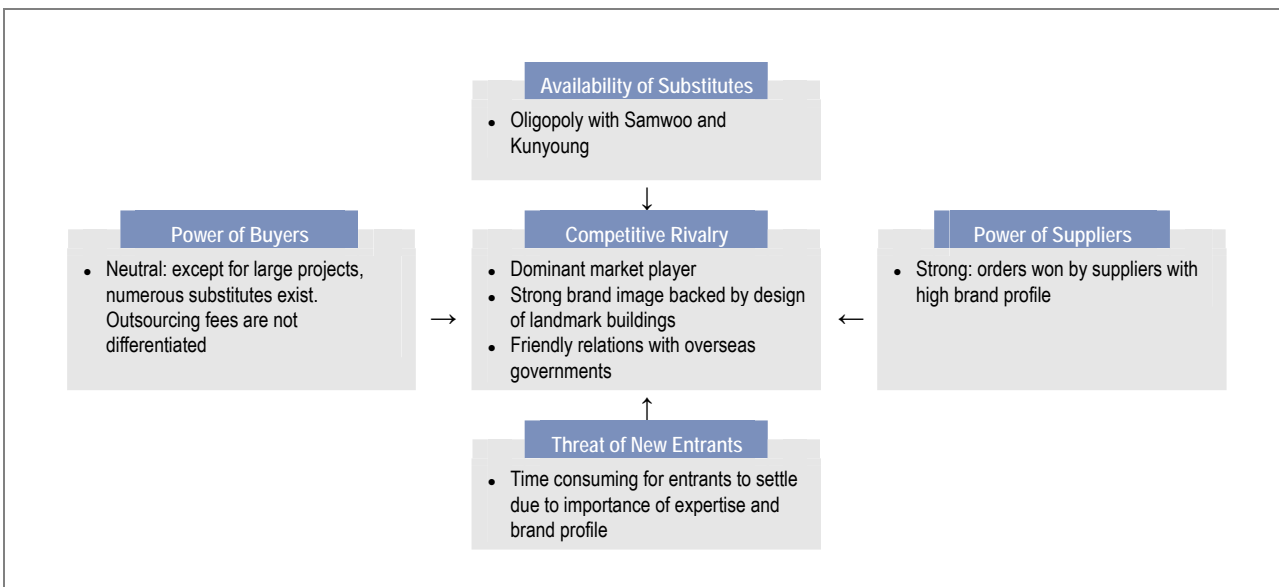 Availability of Substitutes
• Oligopoly with Samwoo and
Kunyoung
↓
Power of Buyers
• Neutral: except for large projects,
numerous substitutes exist.
Outsourcing fees are not
differentiated
→
Competitive Rivalry
• Dominant market player
• Strong brand image backed by design
of landmark buildings
• Friendly relations with overseas
governments
←
Power of Suppliers
• Strong: orders won by suppliers with
high brand profile
↑
Threat of New Entrants
• Time consuming for entrants to settle
due to importance of expertise and
brand profile